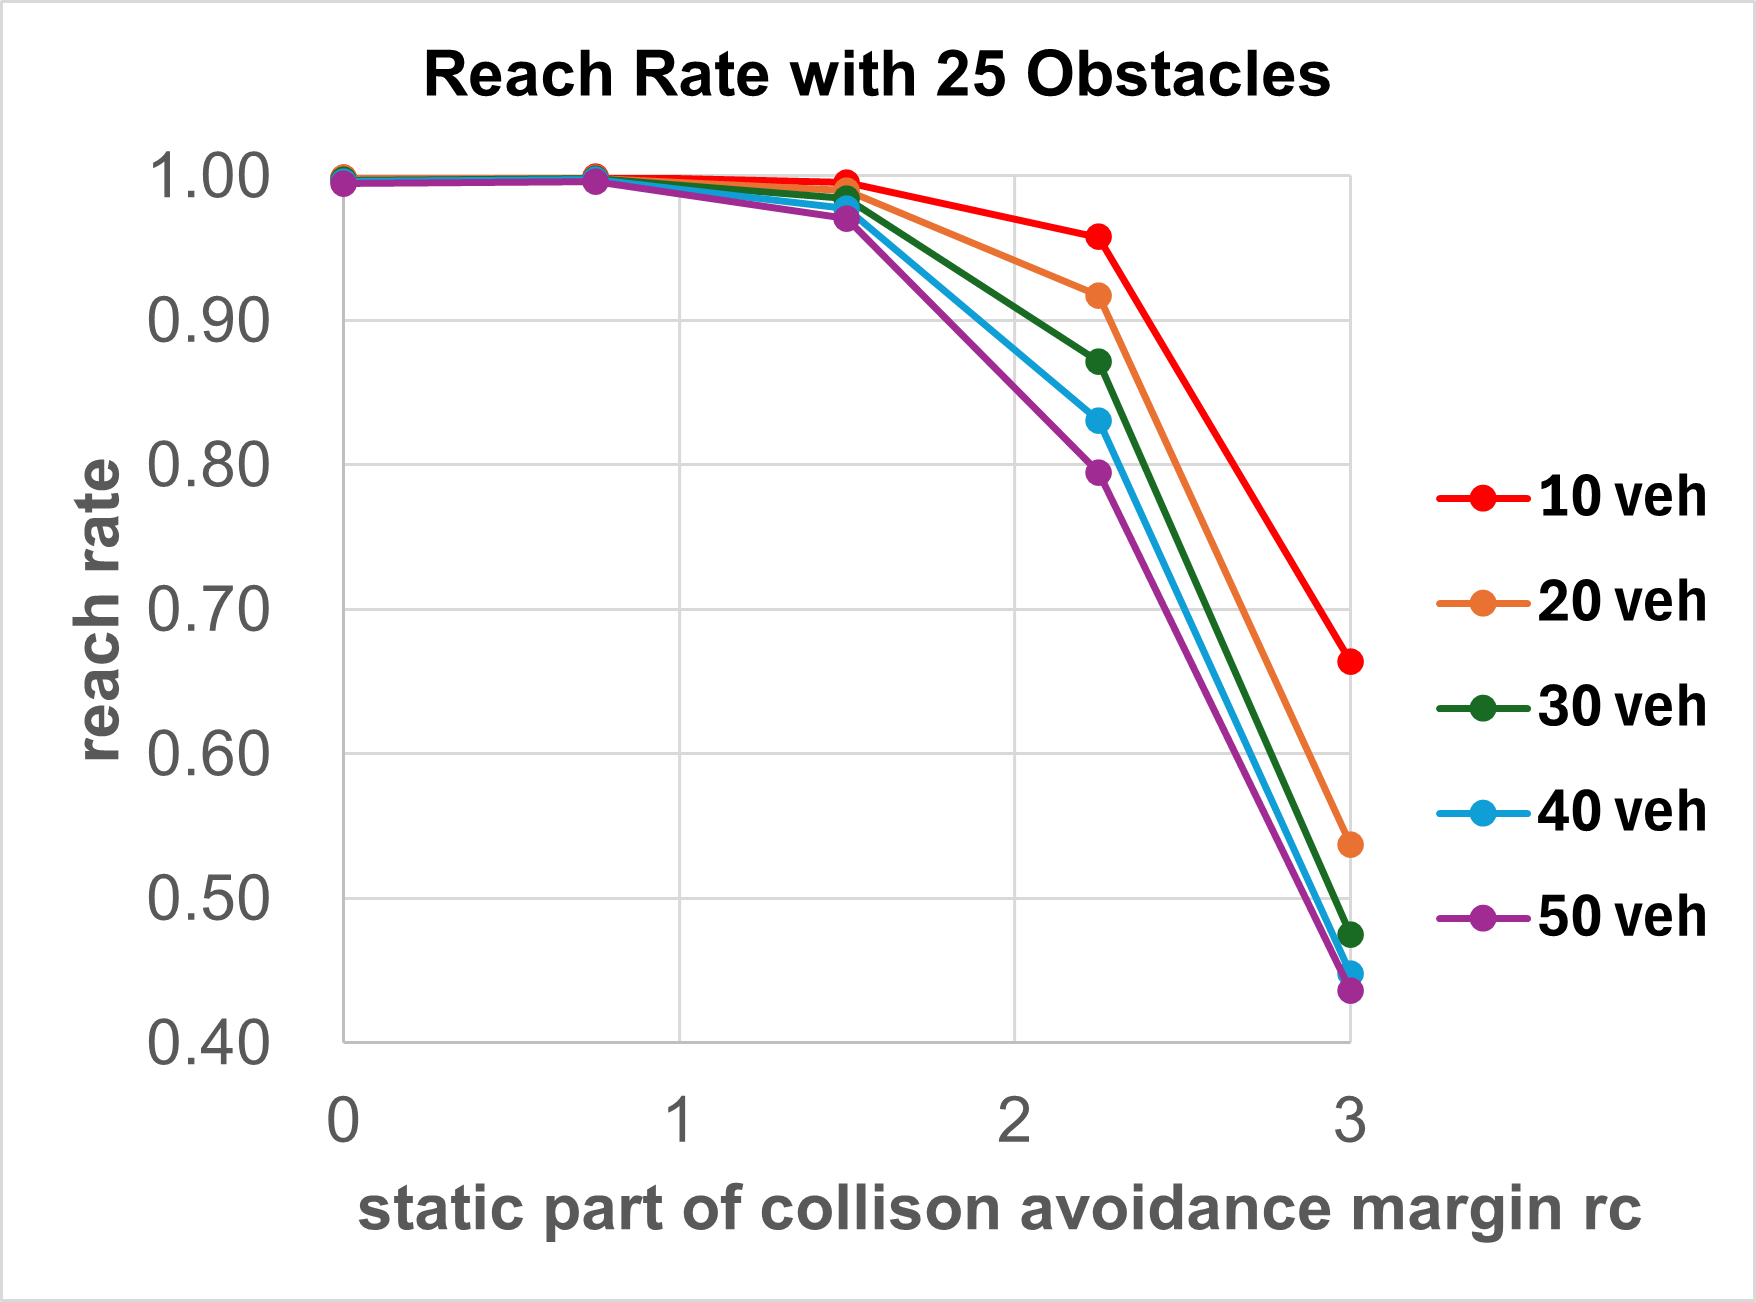 Reach Rate with 25 Obstacles
1.00
0.90
0.80
0.70
0.60
0.50
0.40
reach rate
0 1 2 3
static part of collison avoidance margin rc
10 veh
20 veh
30 veh
40 veh
50 veh